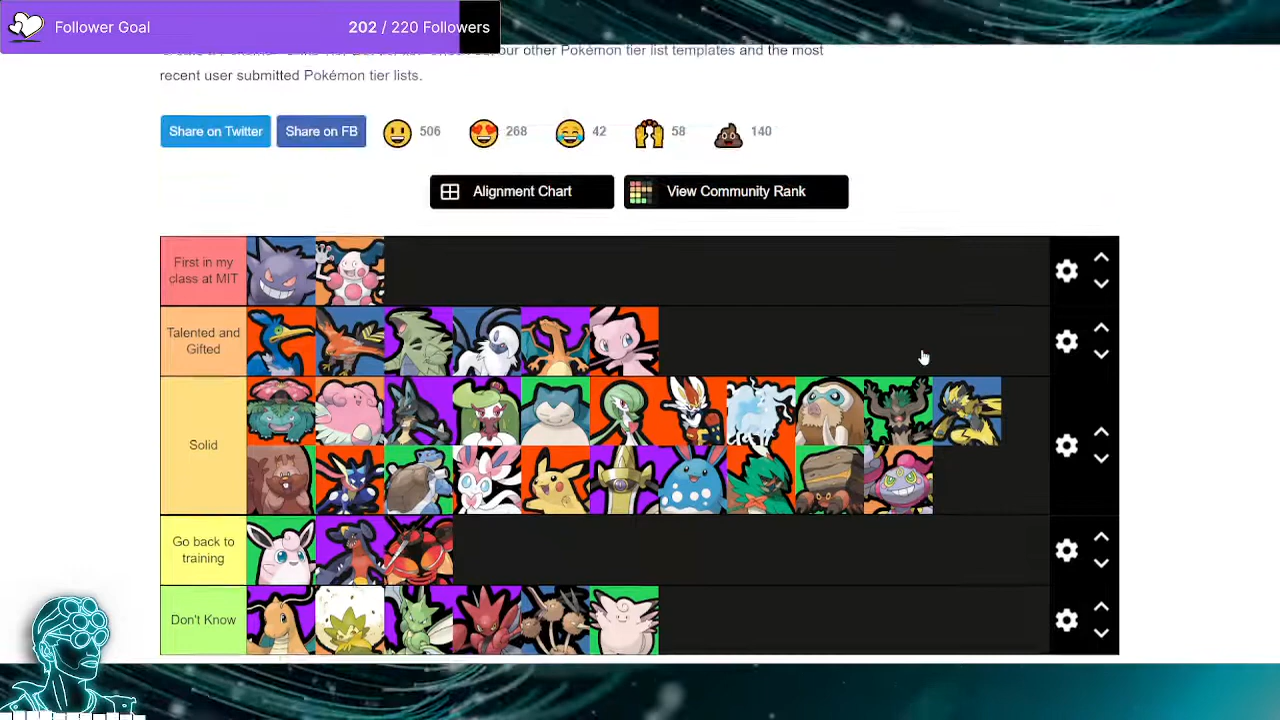 Follower Goal 202 / 220 Followers
our other Pokémon tier list templates and the most
recent user submitted Pokémon tier lists.
Share on Twitter Share on FB 506 268 42 58 140
Alignment Chart View Community Rank
First in my
class at MIT
Talented and
Gifted
Solid
Go back to
training
Don't Know